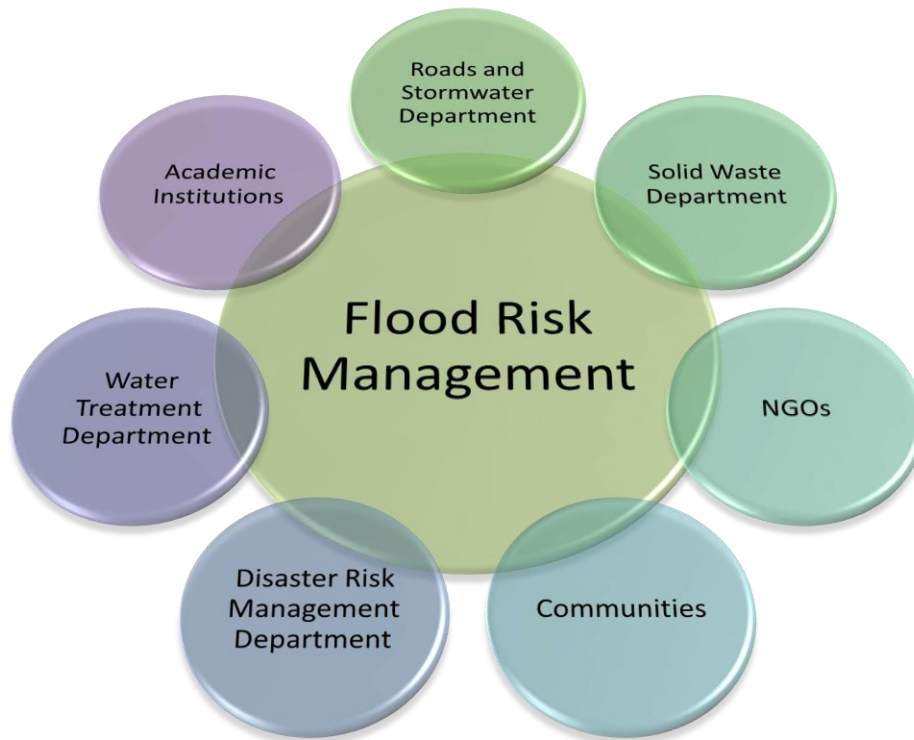 Roads and
Stormwater
Department
Solid Waste
Department
NGOs
Communities
Disaster Risk
Management
Department
Water
Treatment
Department
Academic
Institutions
Flood Risk
Management